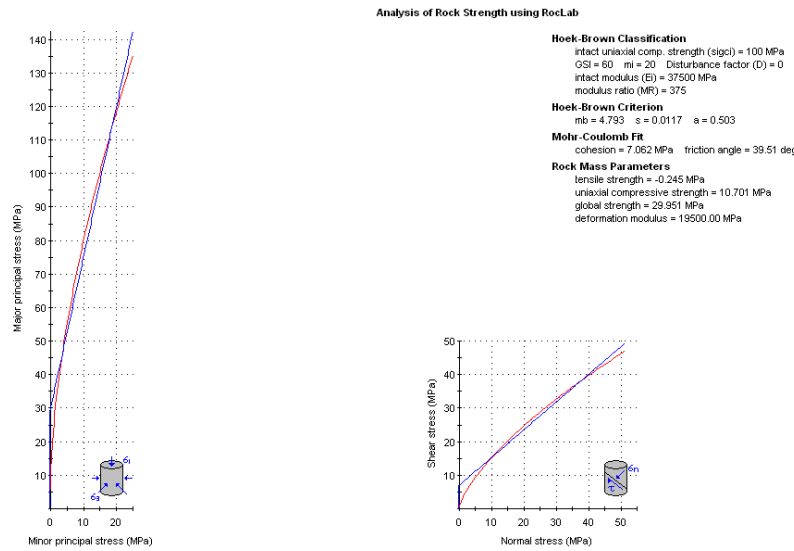 Analysis of Rock Strength using RocLab
Hoek-Brown Classification
intact uniaxial comp. strength (sigci) = 100 MPa
GSI = 60 mi = 20 Disturbance factor (D) = 0
intact modulus (Ei) = 37500 MPa
modulus ratio (MR) = 375
Hoek-Brown Criterion
mb = 4.793 s = 0.0117 a = 0.503
Mohr-Coulomb Fit
cohesion = 7.062 MPa friction angle = 39.51 deg
Rock Mass Parameters
tensile strength = -0.245 MPa
uniaxial compressive strength = 10.701 MPa
global strength = 29.951 MPa
deformation modulus = 19500.00 MPa
Major principal stress (MPa)
140
130
120
110
100
90
80
70
60
50
40
30
20
10
0 10 20
Minor principal stress (MPa)
σ1
σ3
Shear stress (MPa)
50
40
30
20
10
0 10 20 30 40 50
Normal stress (MPa)
σn
τ